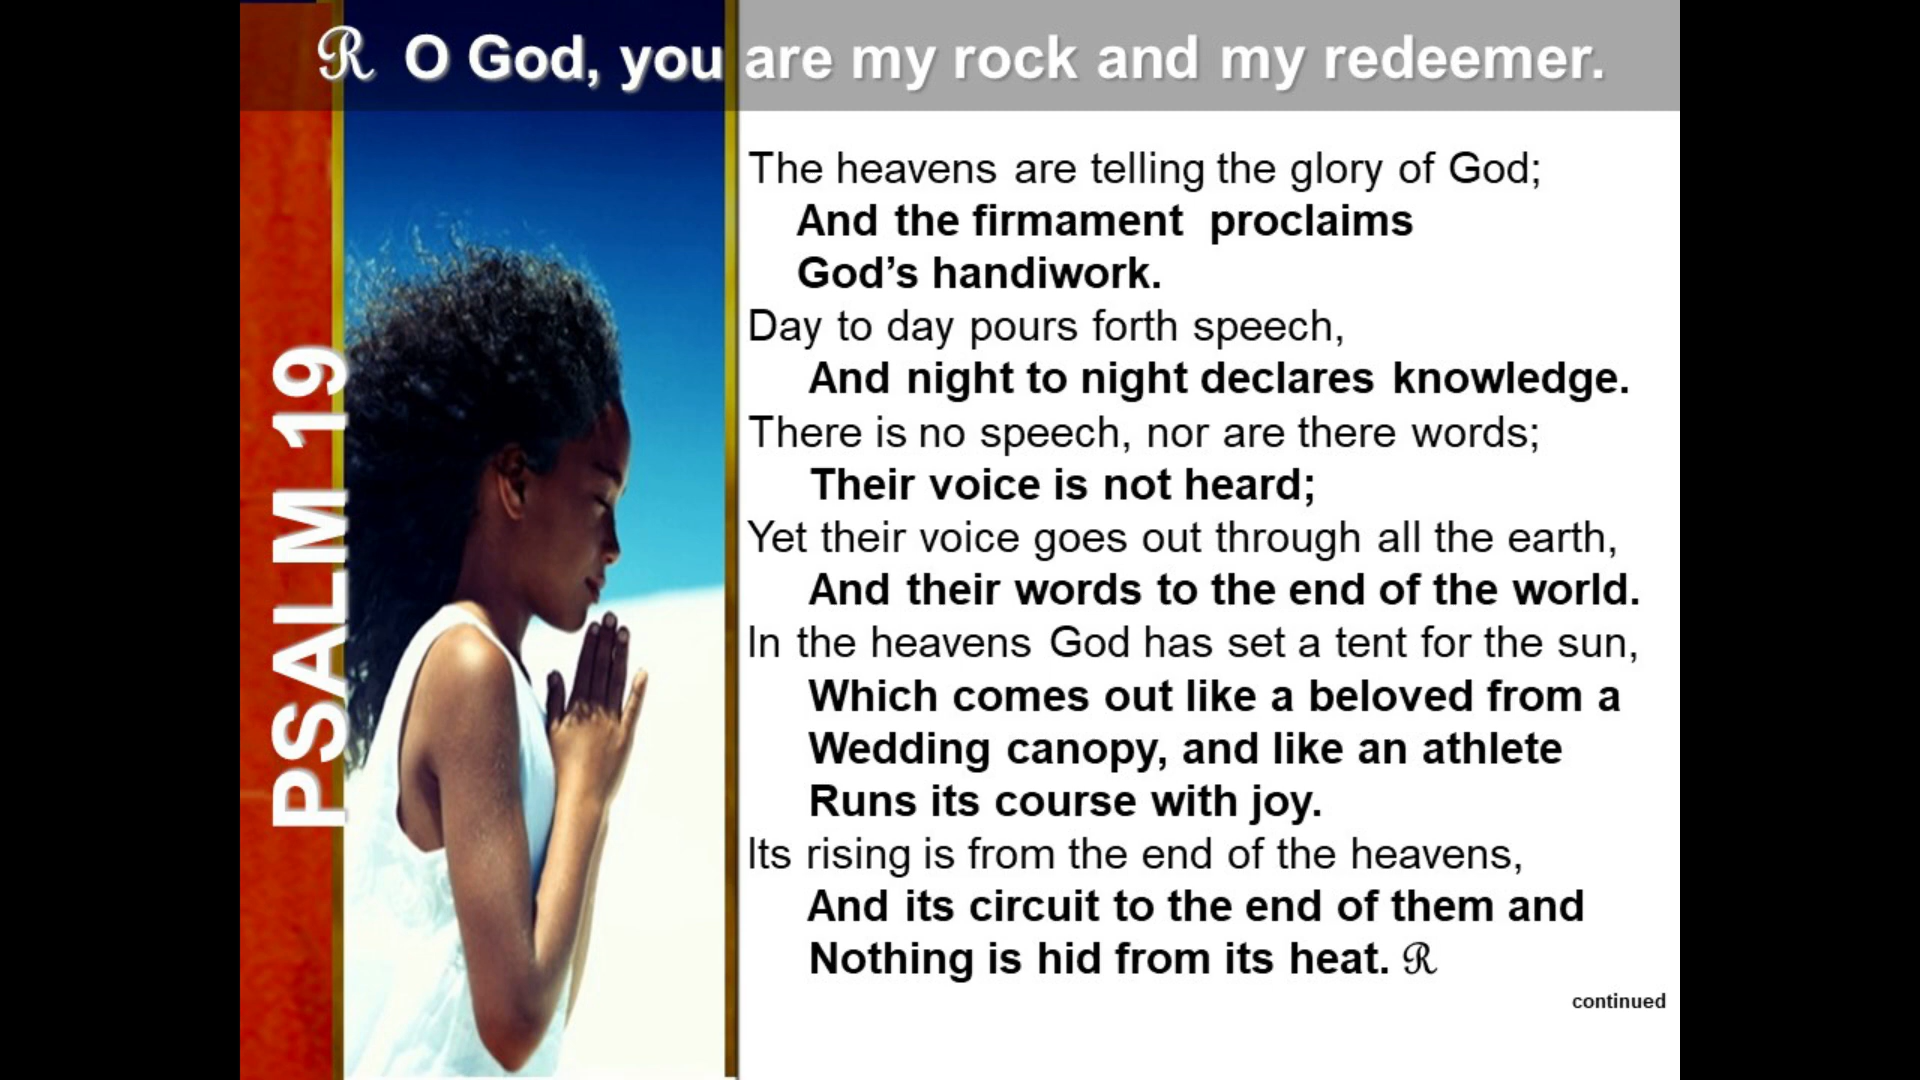 ℛ O God, you are my rock and my redeemer.
PSALM 19
The heavens are telling the glory of God;
And the firmament proclaims
God’s handiwork.
Day to day pours forth speech,
And night to night declares knowledge.
There is no speech, nor are there words;
Their voice is not heard;
Yet their voice goes out through all the earth,
And their words to the end of the world.
In the heavens God has set a tent for the sun,
Which comes out like a beloved from a
Wedding canopy, and like an athlete
Runs its course with joy.
Its rising is from the end of the heavens,
And its circuit to the end of them and
Nothing is hid from its heat. ℛ
continued